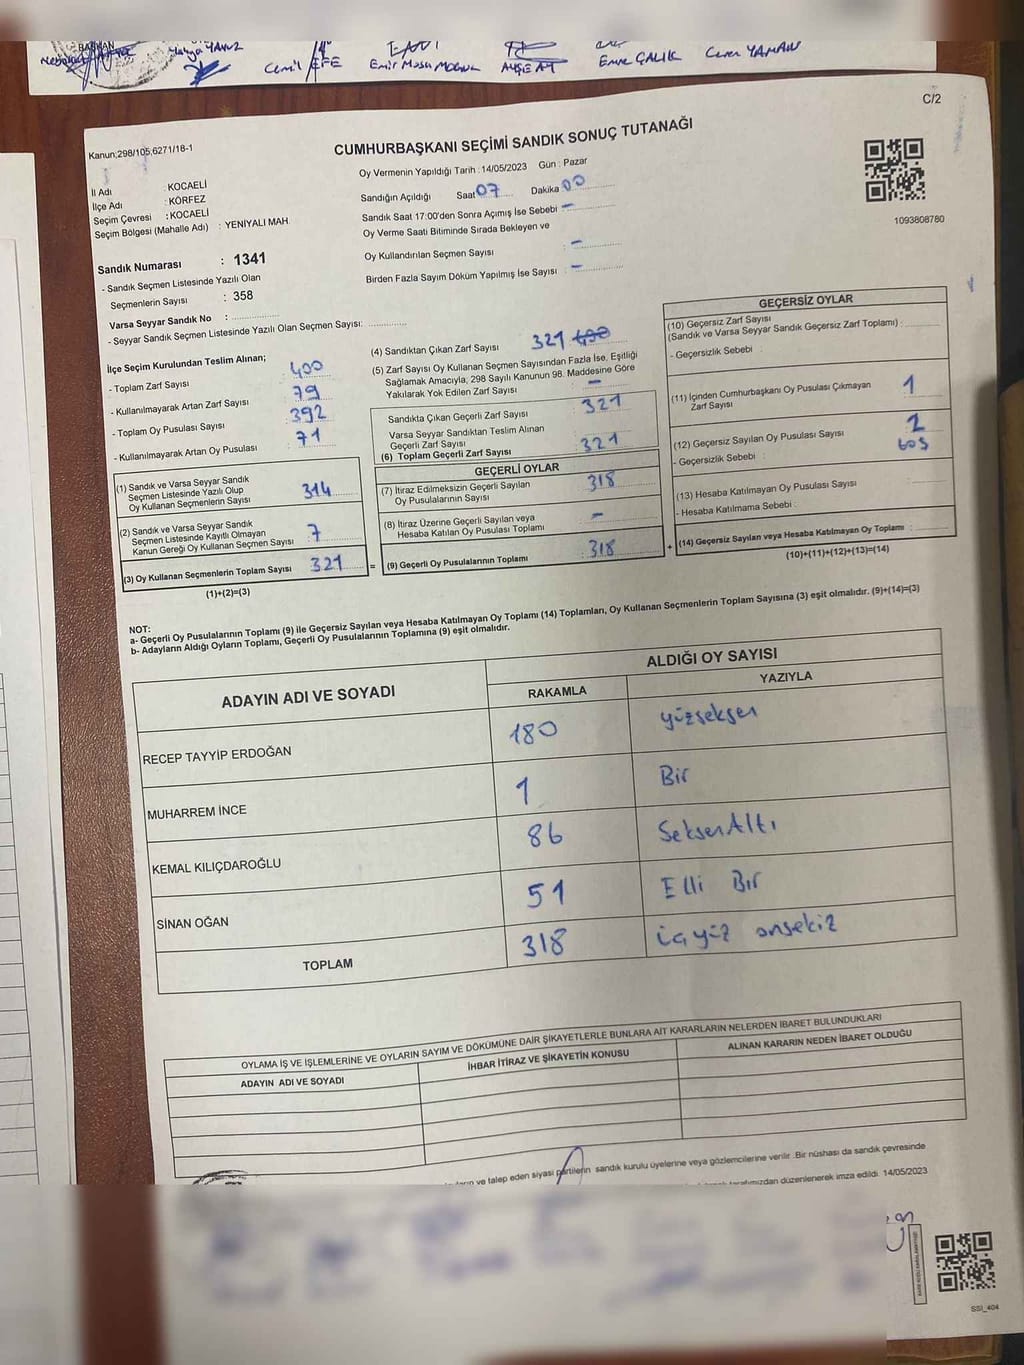 BAŞKAN
Yahya YAVUZ
Cemil EFE
Emir Musa
AYŞE AY
Emre ÇALIK
Ceren YAMAN
C/2
Kanun;298/105;6271/18-1
CUMHURBAŞKANI SEÇİMİ SANDIK SONUÇ TUTANAĞI
Oy Vermenin Yapıldığı Tarih : 14/05/2023 Gün : Pazar
İl Adı : KOCAELİ
İlçe Adı : KÖRFEZ
Seçim Çevresi : KOCAELİ
Seçim Bölgesi (Mahalle Adı) : YENİYALI MAH.
Sandık Numarası : 1341
- Sandık Seçmen Listesinde Yazılı Olan
Seçmenlerin Sayısı : 358
Varsa Seyyar Sandık No :
- Seyyar Sandık Seçmen Listesinde Yazılı Olan Seçmen Sayısı:
Sandığın Açıldığı Saat 07 Dakika 00
Sandık Saat 17:00'den Sonra Açımış İse Sebebi –
Oy Verme Saati Bitiminde Sırada Bekleyen ve
Oy Kullandırılan Seçmen Sayısı –
Birden Fazla Sayım Döküm Yapılmış İse Sayısı –
1093808780
İlçe Seçim Kurulundan Teslim Alınan;
- Toplam Zarf Sayısı 400
- Kullanılmayarak Artan Zarf Sayısı 79
- Toplam Oy Pusulası Sayısı 392
- Kullanılmayarak Artan Oy Pusulası 71
(1) Sandık ve Varsa Seyyar Sandık
Seçmen Listesinde Yazılı Olup
Oy Kullanan Seçmenlerin Sayısı 314
(2) Sandık ve Varsa Seyyar Sandık
Seçmen Listesinde Kayıtlı Olmayan
Kanun Gereği Oy Kullanan Seçmen Sayısı 7
(3) Oy Kullanan Seçmenlerin Toplam Sayısı 321 =
(1)+(2)=(3)
(4) Sandıktan Çıkan Zarf Sayısı 321 400
(5) Zarf Sayısı Oy Kullanan Seçmen Sayısından Fazla İse, Eşitliği
Sağlamak Amacıyla, 298 Sayılı Kanunun 98. Maddesine Göre
Yakılarak Yok Edilen Zarf Sayısı –
Sandıkta Çıkan Geçerli Zarf Sayısı 321
Varsa Seyyar Sandıktan Teslim Alınan
Geçerli Zarf Sayısı
(6) Toplam Geçerli Zarf Sayısı 321
GEÇERLİ OYLAR
(7) İtiraz Edilmeksizin Geçerli Sayılan
Oy Pusulalarının Sayısı 318
(8) İtiraz Üzerine Geçerli Sayılan veya
Hesaba Katılan Oy Pusulası Toplamı –
(9) Geçerli Oy Pusulalarının Toplamı 318 +
GEÇERSİZ OYLAR
(10) Geçersiz Zarf Sayısı
(Sandık ve Varsa Seyyar Sandık Geçersiz Zarf Toplamı) :
- Geçersizlik Sebebi :
(11) İçinden Cumhurbaşkanı Oy Pusulası Çıkmayan
Zarf Sayısı 1
(12) Geçersiz Sayılan Oy Pusulası Sayısı 2
- Geçersizlik Sebebi : boş
(13) Hesaba Katılmayan Oy Pusulası Sayısı :
- Hesaba Katılmama Sebebi :
(14) Geçersiz Sayılan veya Hesaba Katılmayan Oy Toplamı :
(10)+(11)+(12)+(13)=(14)
NOT:
a- Geçerli Oy Pusulalarının Toplamı (9) ile Geçersiz Sayılan veya Hesaba Katılmayan Oy Toplamı (14) Toplamları, Oy Kullanan Seçmenlerin Toplam Sayısına (3) eşit olmalıdır. (9)+(14)=(3)
b- Adayların Aldığı Oyların Toplamı, Geçerli Oy Pusulalarının Toplamına (9) eşit olmalıdır.
ADAYIN ADI VE SOYADI
ALDIĞI OY SAYISI
RAKAMLA YAZIYLA
RECEP TAYYİP ERDOĞAN 180 yüzseksen
MUHARREM İNCE 1 Bir
KEMAL KILIÇDAROĞLU 86 SeksenAltı
SİNAN OĞAN 51 Elli Bir
TOPLAM 318 üçyüz onsekiz
OYLAMA İŞ VE İŞLEMLERİNE VE OYLARIN SAYIM VE DÖKÜMÜNE DAİR ŞİKAYETLERLE BUNLARA AİT KARARLARIN NELERDEN İBARET BULUNDUKLARI
ADAYIN ADI VE SOYADI İHBAR İTİRAZ VE ŞİKAYETİN KONUSU ALINAN KARARIN NEDEN İBARET OLDUĞU
ve talep eden siyasi partilerin sandık kurulu üyelerine veya gözlemcilerine verilir .Bir nüshası da sandık çevresinde
tarafımızdan düzenlenerek imza edildi. 14/05/2023
SSİ_404